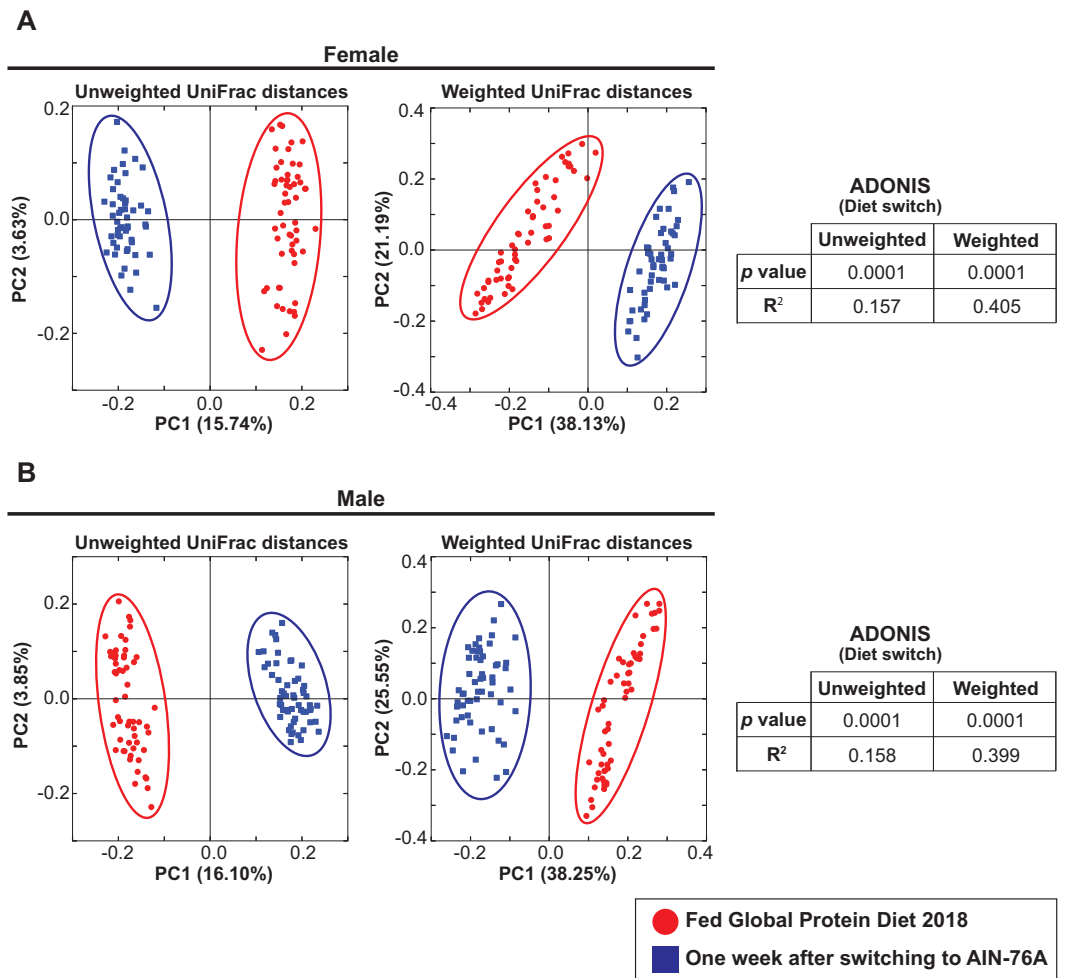 A
Female
Unweighted UniFrac distances
Weighted UniFrac distances
0.2
0.0
-0.2
PC2 (3.63%)
-0.2
0.0
0.2
PC1 (15.74%)
0.4
0.2
0.0
-0.2
-0.4
PC2 (21.19%)
-0.4
-0.2
0.0
0.2
PC1 (38.13%)
ADONIS
(Diet switch)
Unweighted Weighted
p value 0.0001 0.0001
R² 0.157 0.405
B
Male
Unweighted UniFrac distances
Weighted UniFrac distances
0.2
0.0
-0.2
PC2 (3.85%)
-0.2
0.0
0.2
PC1 (16.10%)
0.4
0.2
0.0
-0.2
-0.4
PC2 (25.55%)
-0.2
0.0
0.2
0.4
PC1 (38.25%)
ADONIS
(Diet switch)
Unweighted Weighted
p value 0.0001 0.0001
R² 0.158 0.399
Fed Global Protein Diet 2018
One week after switching to AIN-76A